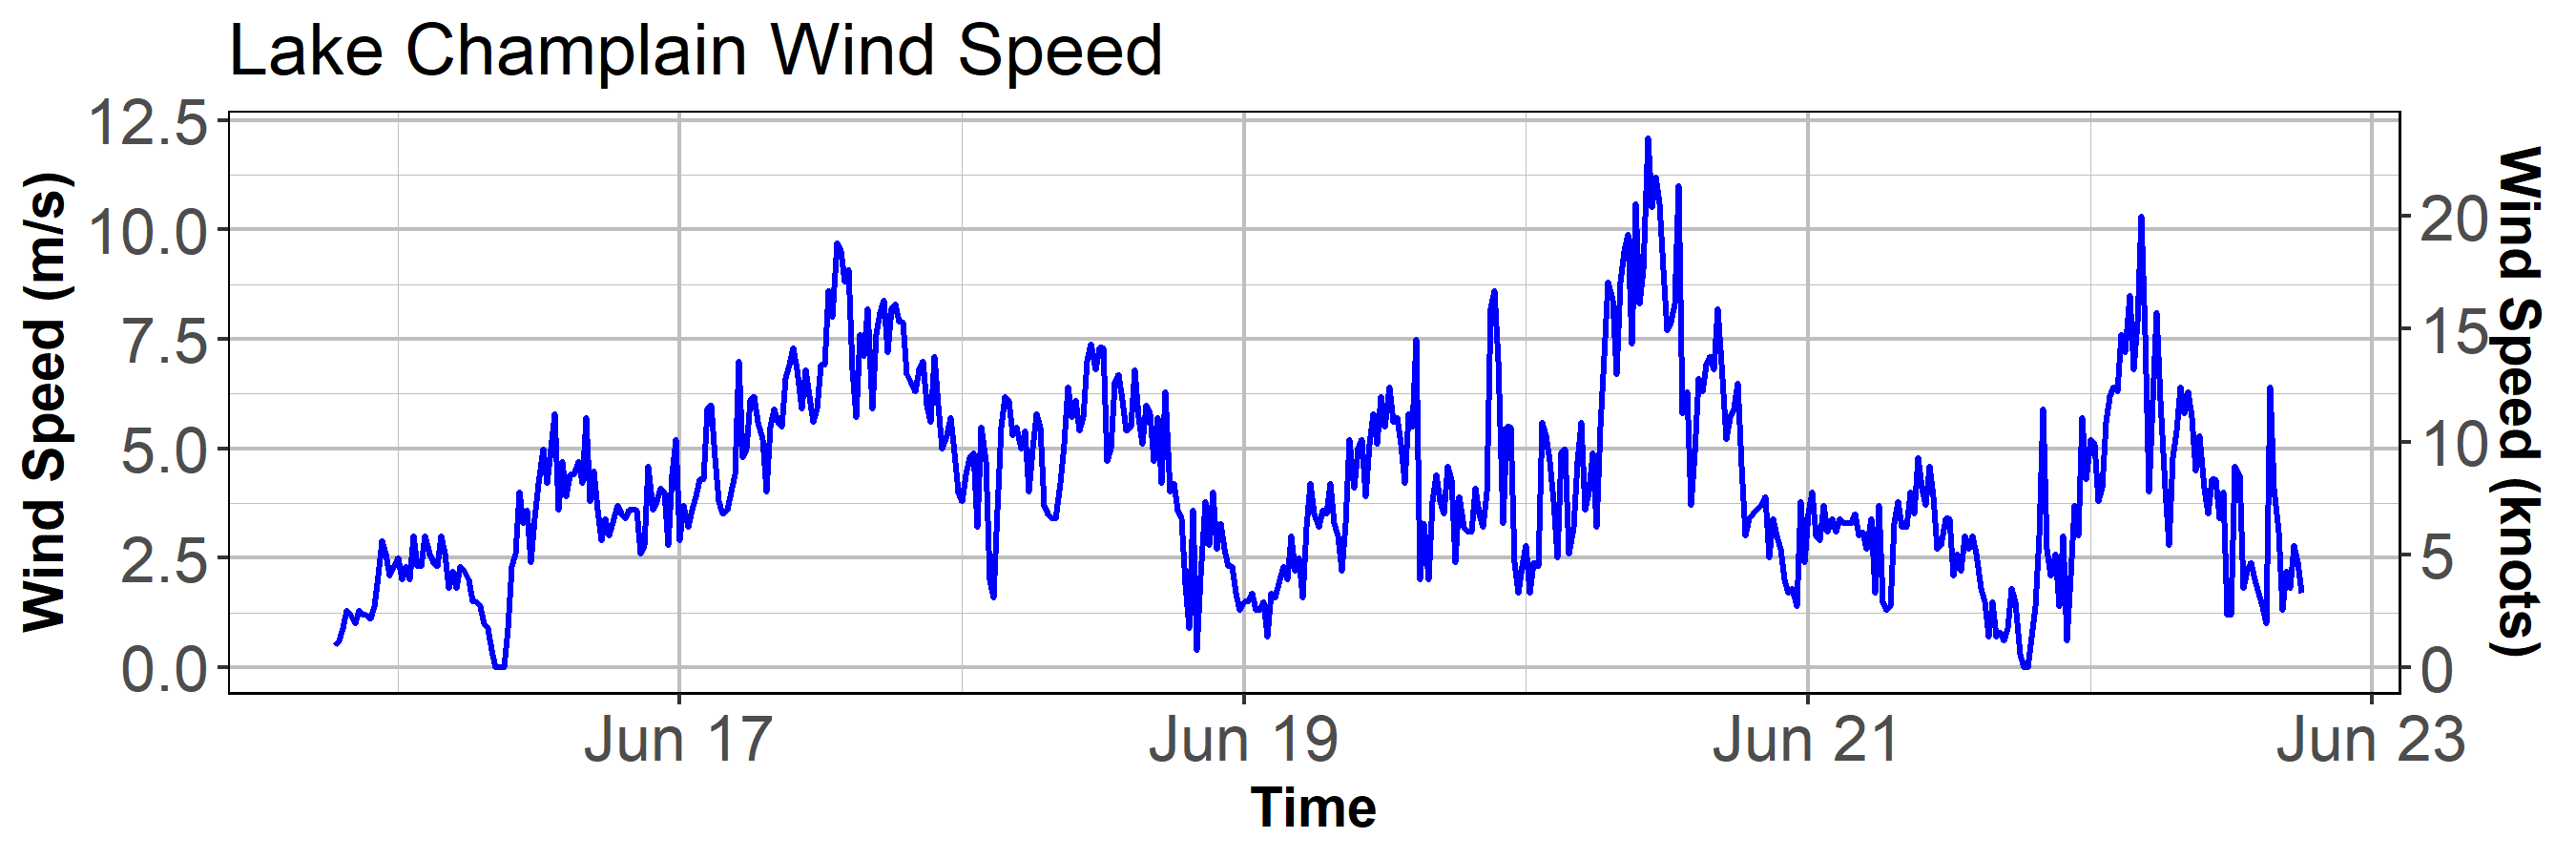 Lake Champlain Wind Speed
12.5
10.0
7.5
5.0
2.5
0.0
Wind Speed (m/s)
20
15
10
5
0
Wind Speed (knots)
Jun 17
Jun 19
Jun 21
Jun 23
Time